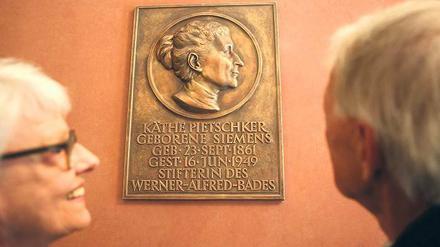 KÄTHE PIETSCHKER
GEBORENE SIEMENS
GEB · 23 · SEPT · 1861
GEST · 16 · JUN · 1949
STIFTERIN DES
WERNER-ALFRED-BADES